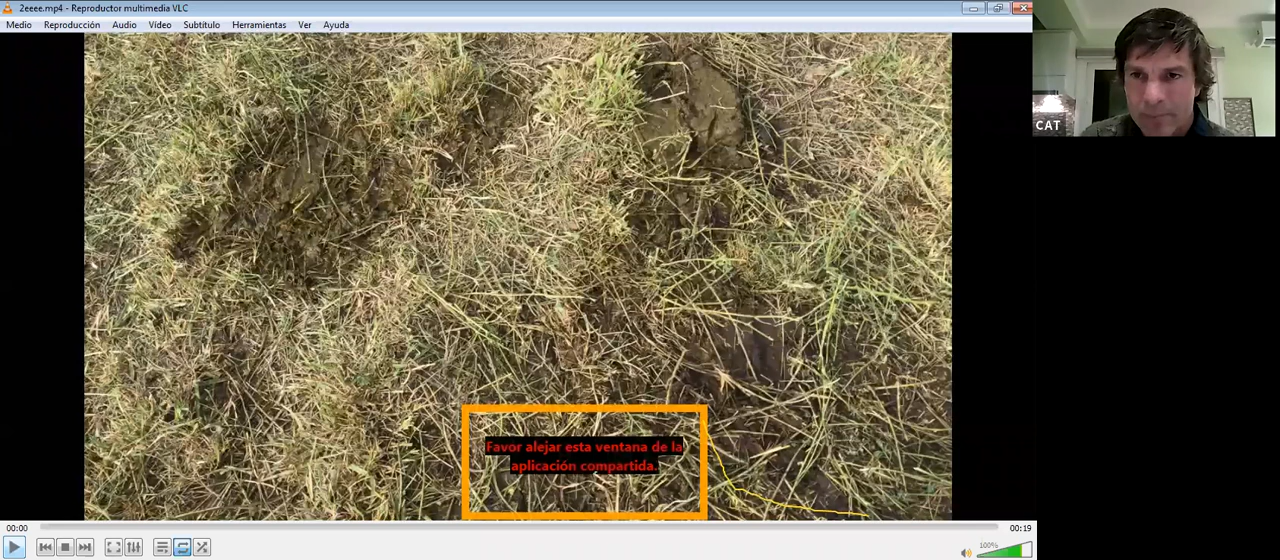 2eeee.mp4 - Reproductor multimedia VLC
Medio Reproducción Audio Vídeo Subtítulo Herramientas Ver Ayuda
CAT
Favor alejar esta ventana de la
aplicación compartida.
00:00 00:19
100%